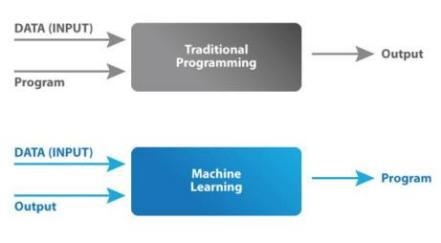 DATA (INPUT)
Traditional
Programming
Output
Program
DATA (INPUT)
Machine
Learning
Program
Output